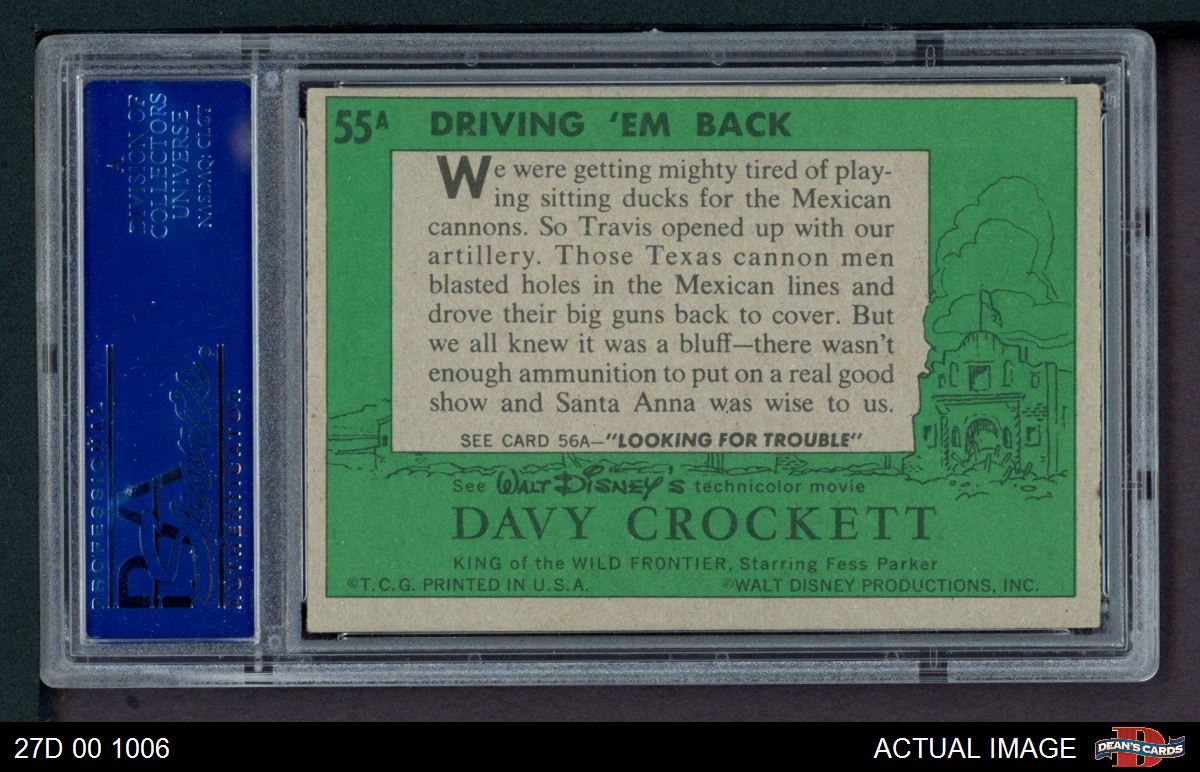 A
DIVISION OF
COLLECTORS
UNIVERSE
NASDAQ: CLCT
PROFESSIONAL
PSA
Sports
AUTHENTICATOR
55A DRIVING 'EM BACK
We were getting mighty tired of play-
ing sitting ducks for the Mexican
cannons. So Travis opened up with our
artillery. Those Texas cannon men
blasted holes in the Mexican lines and
drove their big guns back to cover. But
we all knew it was a bluff—there wasn't
enough ammunition to put on a real good
show and Santa Anna was wise to us.
SEE CARD 56A—"LOOKING FOR TROUBLE"
See WALT DISNEY'S technicolor movie
DAVY CROCKETT
KING of the WILD FRONTIER, Starring Fess Parker
©T.C.G. PRINTED IN U.S.A. ©WALT DISNEY PRODUCTIONS, INC.
27D 00 1006 ACTUAL IMAGE D DEAN'S CARDS